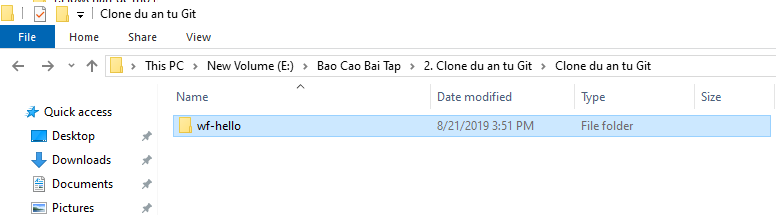 Clone du an tu Git
File Home Share View
This PC New Volume (E:) Bao Cao Bai Tap 2. Clone du an tu Git Clone du an tu Git
Name Date modified Type Size
Quick access
wf-hello 8/21/2019 3:51 PM File folder
Desktop
Downloads
Documents
Pictures